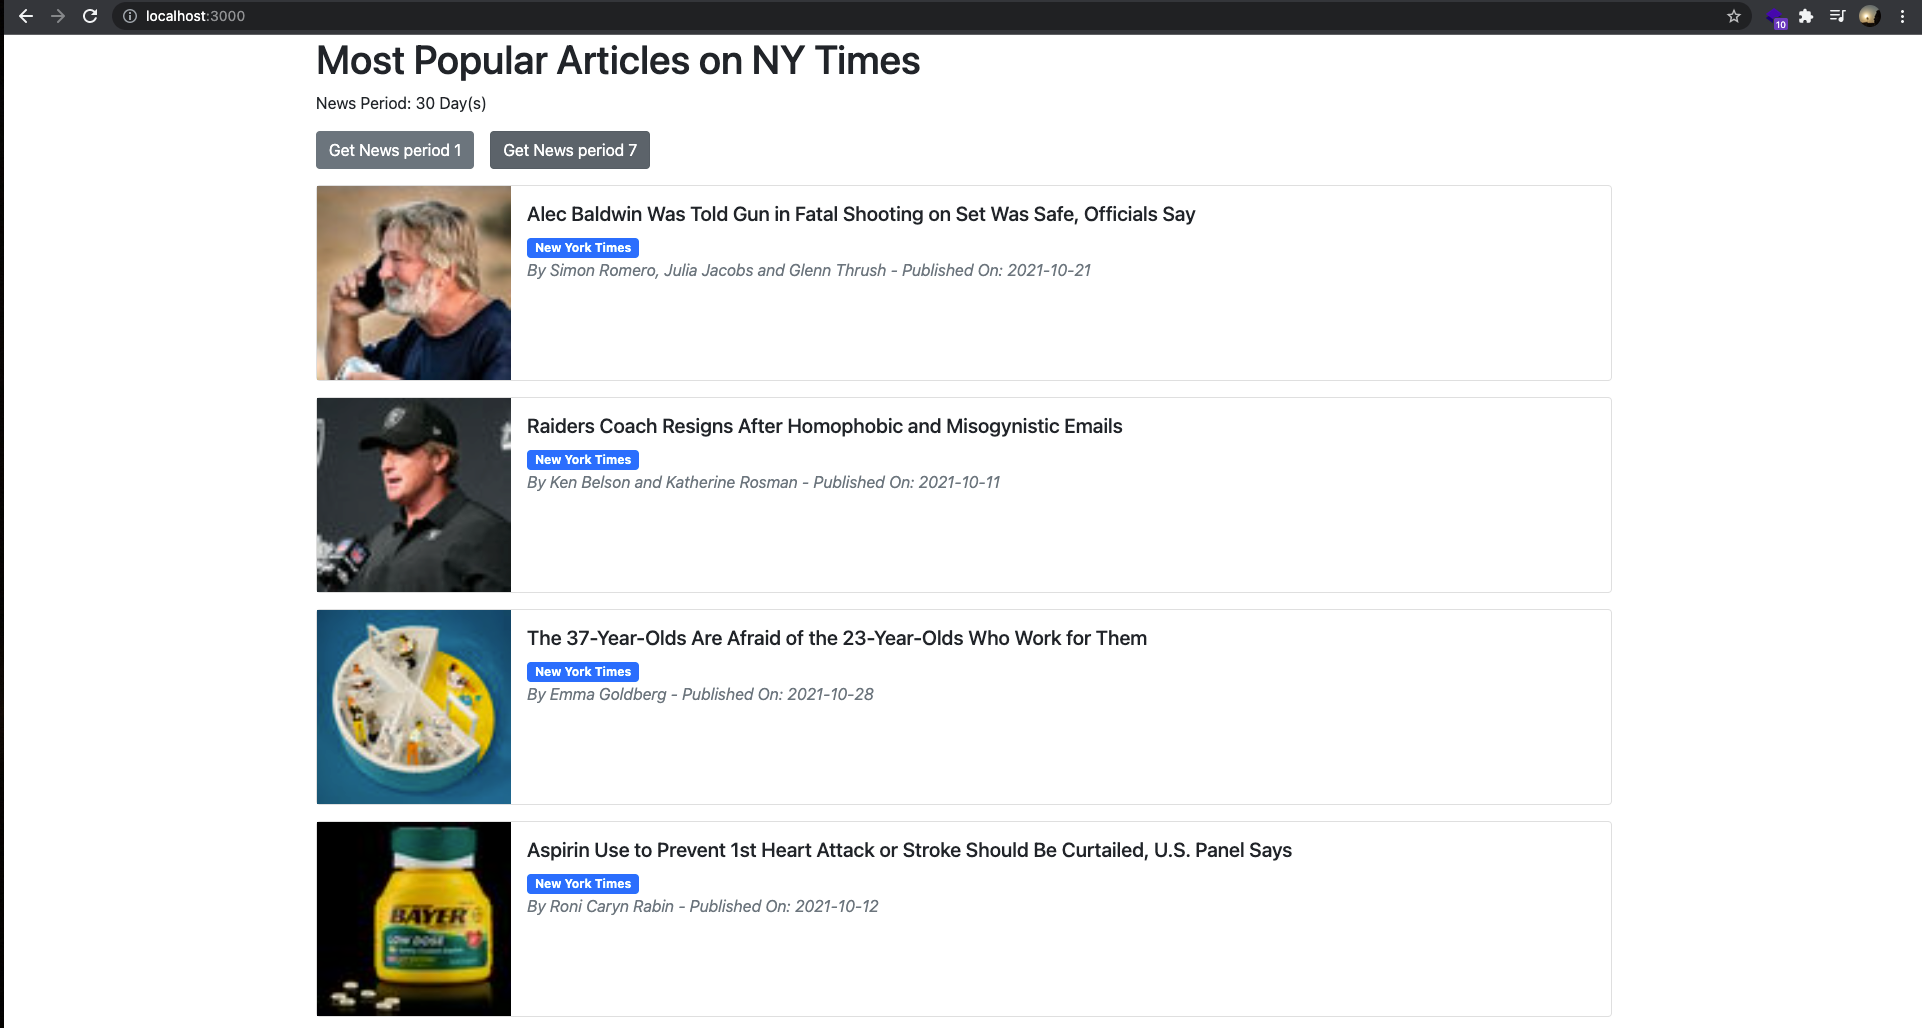 localhost:3000
10
Most Popular Articles on NY Times
News Period: 30 Day(s)
Get News period 1
Get News period 7
Alec Baldwin Was Told Gun in Fatal Shooting on Set Was Safe, Officials Say
New York Times
By Simon Romero, Julia Jacobs and Glenn Thrush - Published On: 2021-10-21
Raiders Coach Resigns After Homophobic and Misogynistic Emails
New York Times
By Ken Belson and Katherine Rosman - Published On: 2021-10-11
The 37-Year-Olds Are Afraid of the 23-Year-Olds Who Work for Them
New York Times
By Emma Goldberg - Published On: 2021-10-28
Aspirin Use to Prevent 1st Heart Attack or Stroke Should Be Curtailed, U.S. Panel Says
New York Times
By Roni Caryn Rabin - Published On: 2021-10-12
BAYER
LOW DOSE